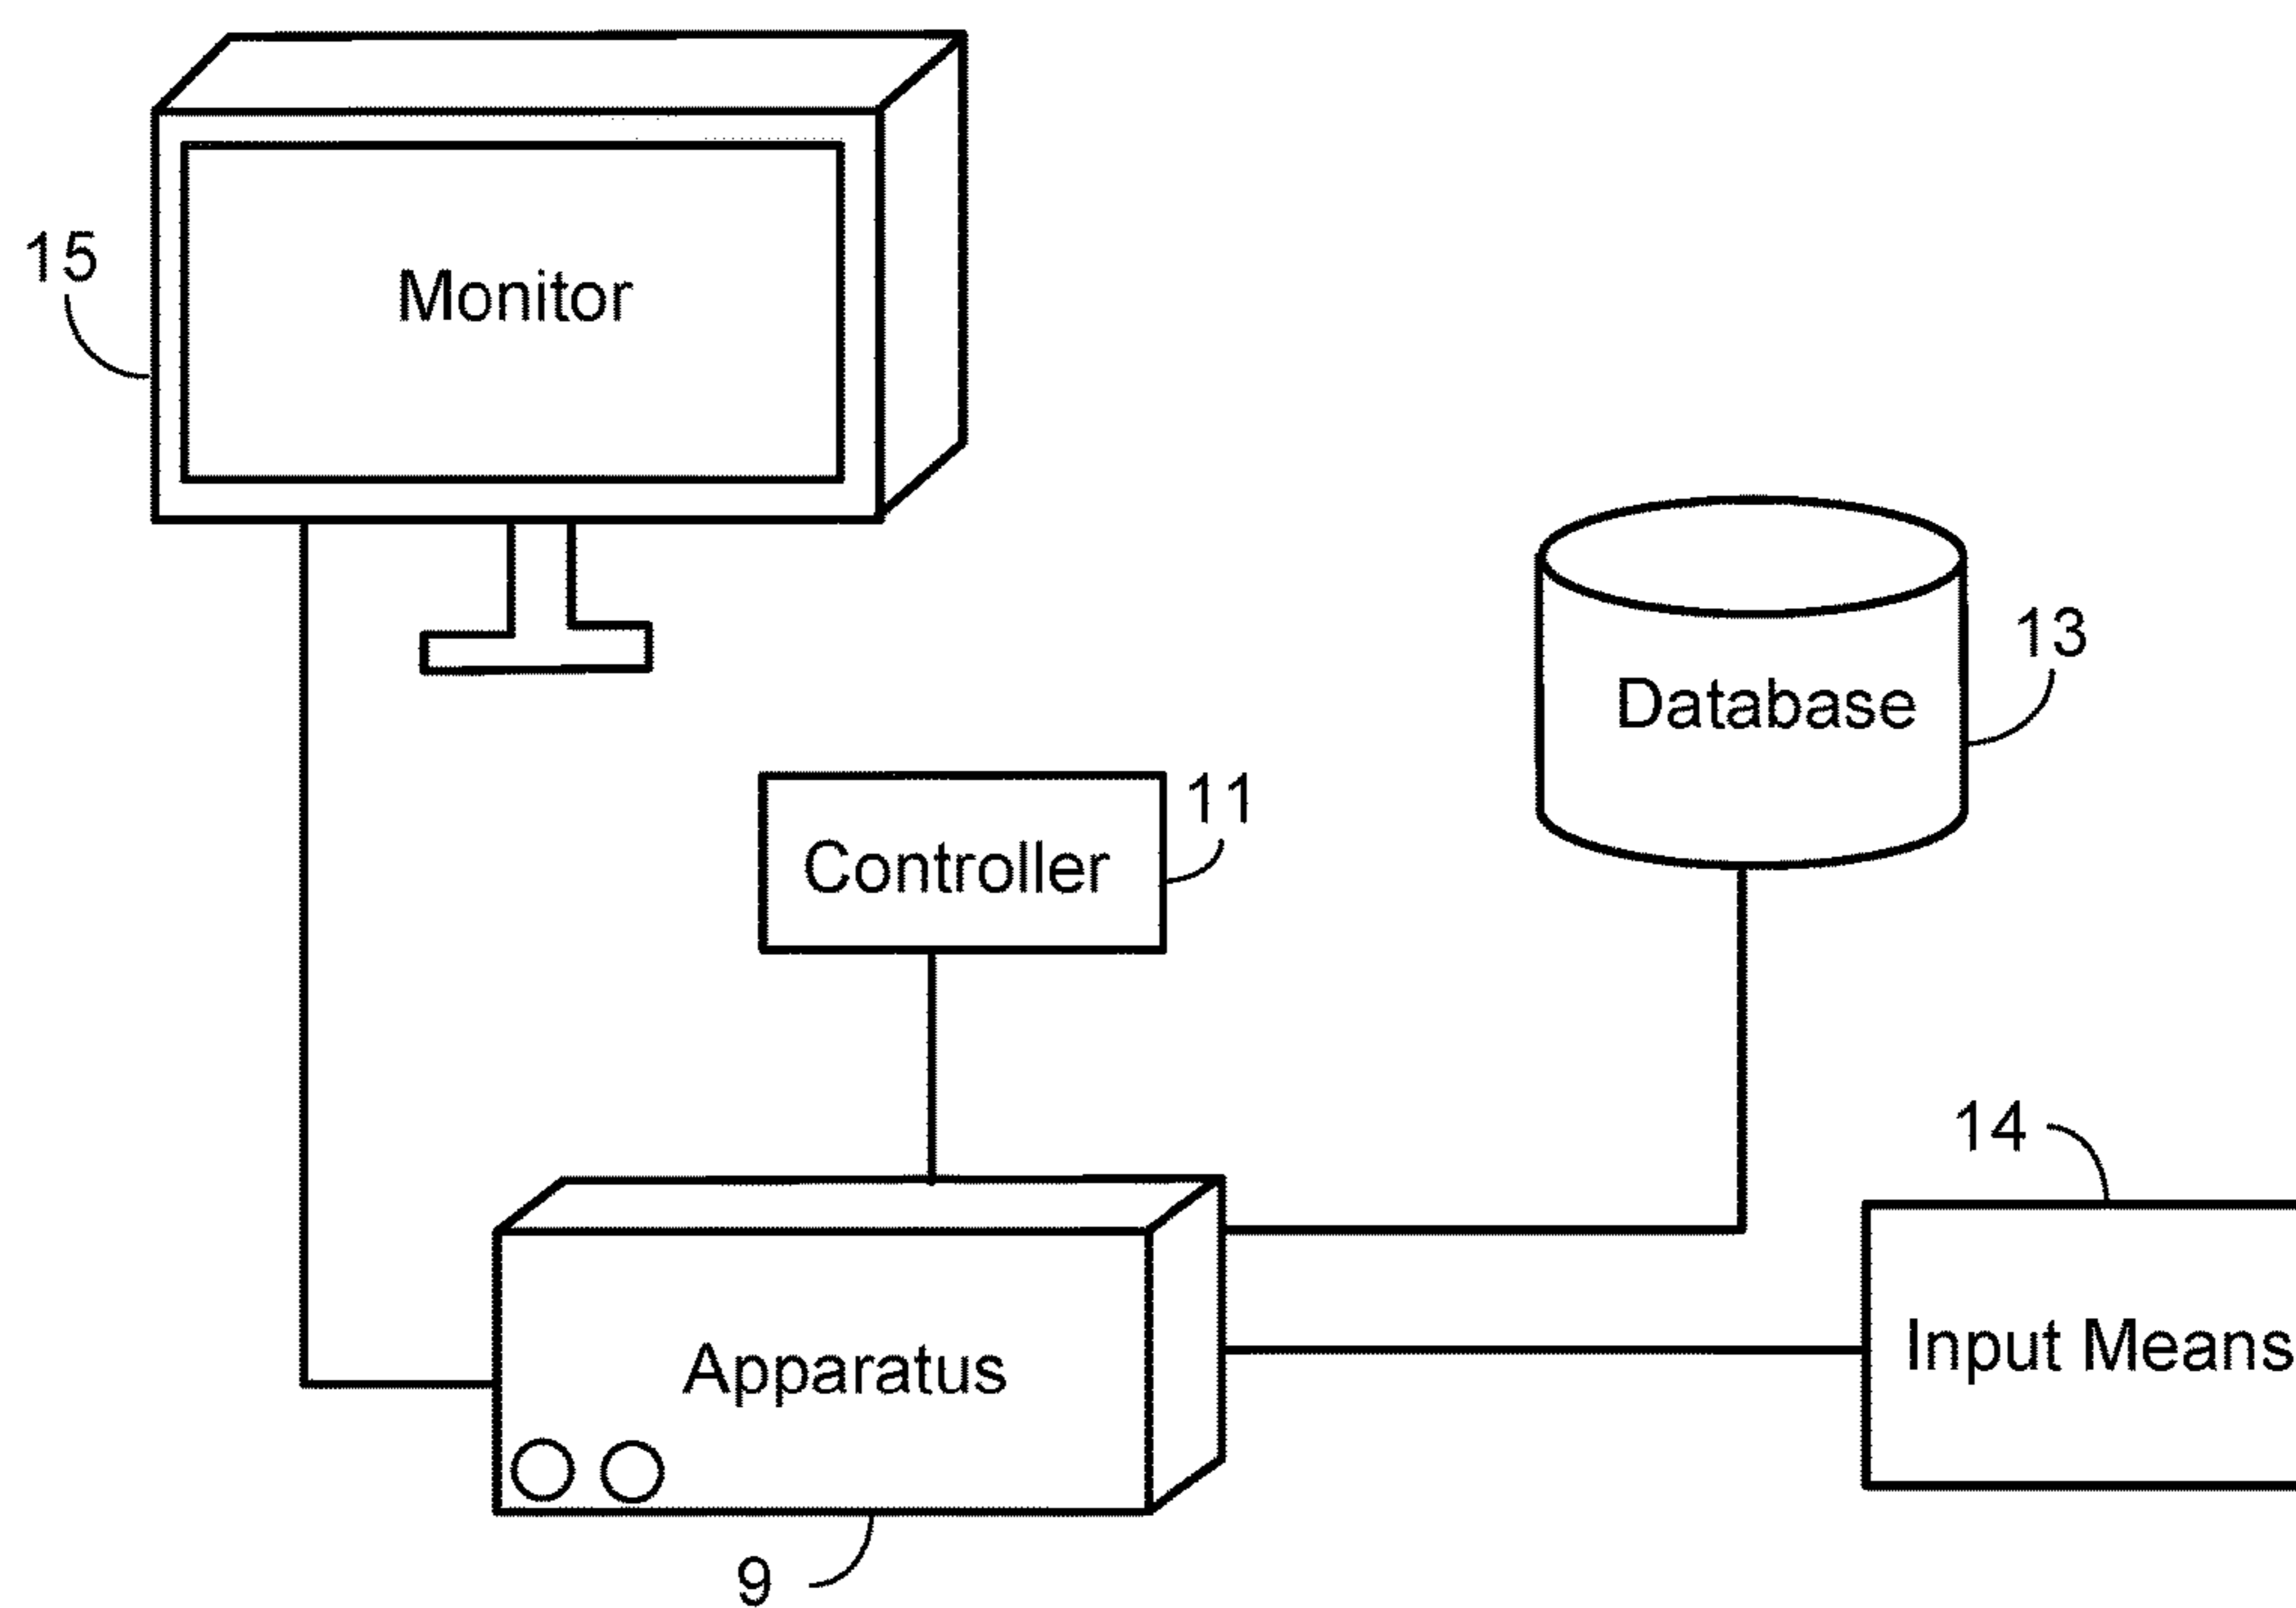 15
Monitor
13
Database
11
Controller
14
Input Means
Apparatus
9